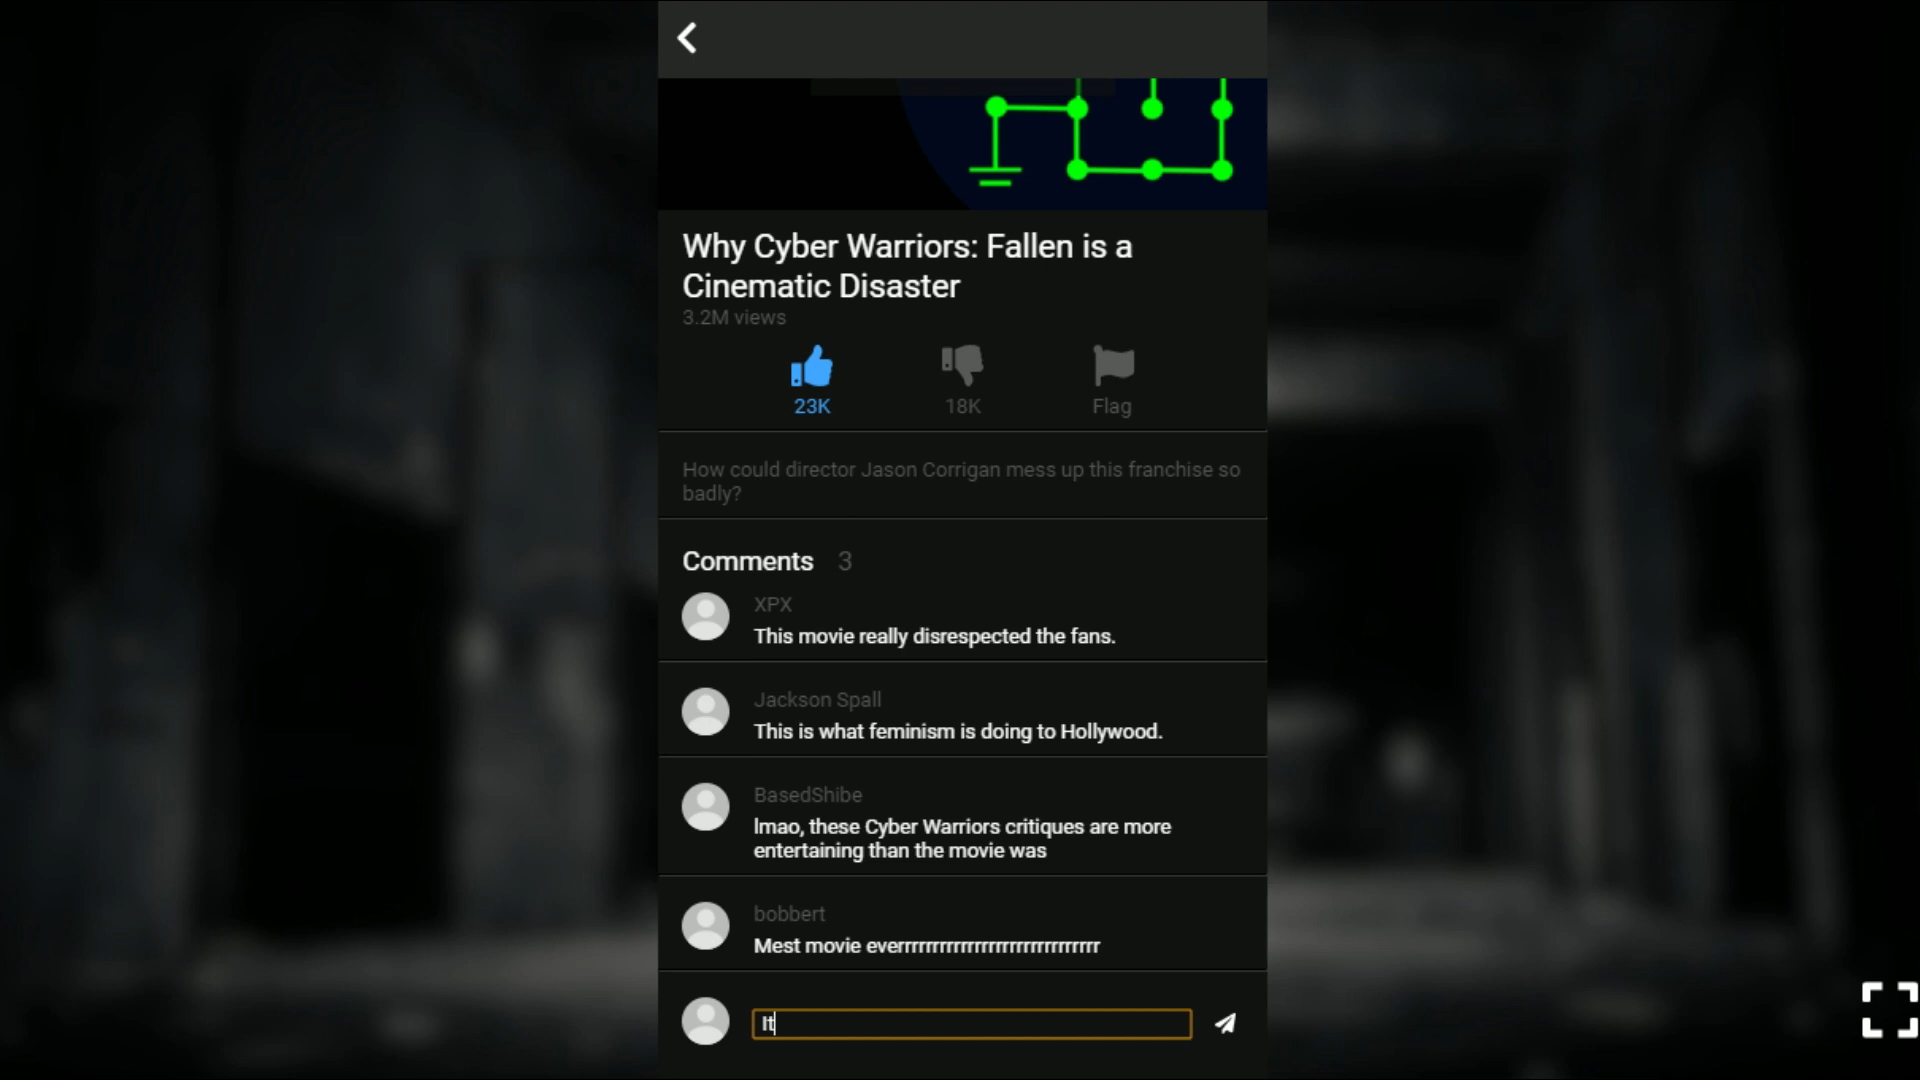 Why Cyber Warriors: Fallen is a
Cinematic Disaster
3.2M views
23K
18K
Flag
How could director Jason Corrigan mess up this franchise so
badly?
Comments 3
XPX
This movie really disrespected the fans.
Jackson Spall
This is what feminism is doing to Hollywood.
BasedShibe
lmao, these Cyber Warriors critiques are more
entertaining than the movie was
bobbert
Mest movie everrrrrrrrrrrrrrrrrrrrrrrrrrrrr
It